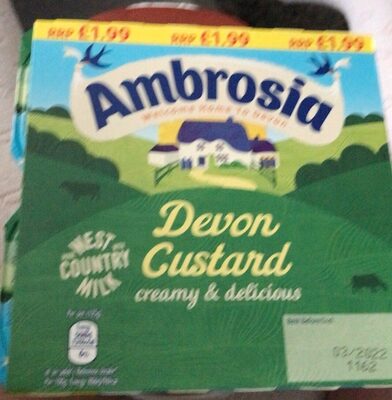 RRP £1.99 RRP £1.99 RRP £1.99
Ambrosia
Welcome Home to Devon
Devon
Custard
creamy & delicious
WEST
COUNTRY
MILK
03/2022
1162